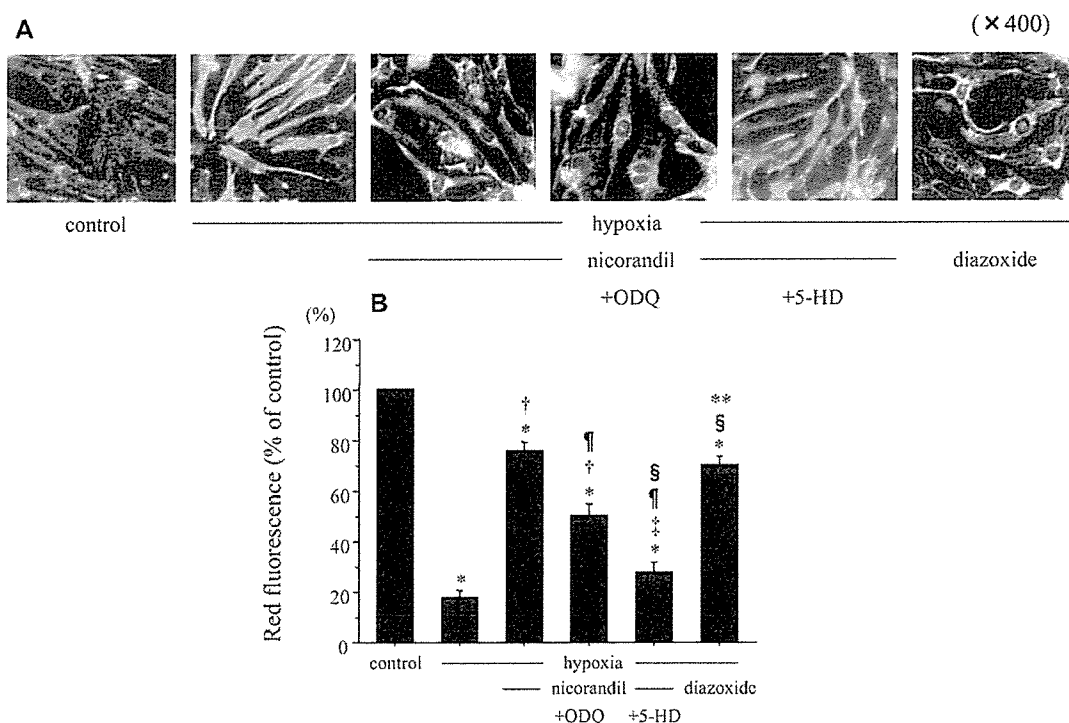 A
(×400)
control
hypoxia
nicorandil diazoxide
+ODQ +5-HD
B
(%)
Red fluorescence (% of control)
120
100
80
60
40
20
0
*
†
*
¶
†
*
§
¶
‡
*
**
§
*
control hypoxia
nicorandil diazoxide
+ODO +5-HD